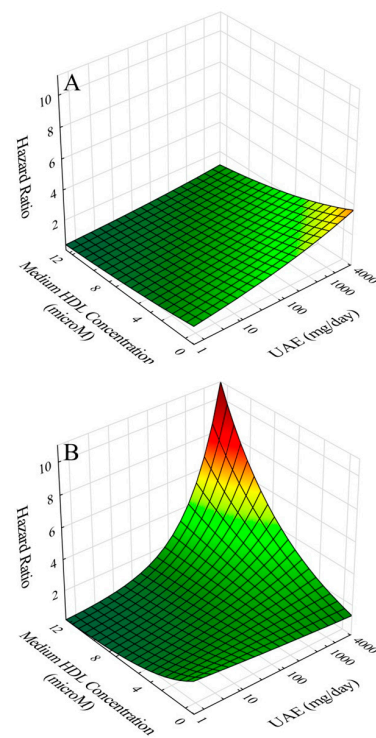 A
10
8
6
4
2
Hazard Ratio
12
8
4
0
Medium HDL Concentration
(microM)
1
10
100
1000
4000
UAE (mg/day)
B
10
8
6
4
2
Hazard Ratio
12
8
4
0
Medium HDL Concentration
(microM)
1
10
100
1000
4000
UAE (mg/day)